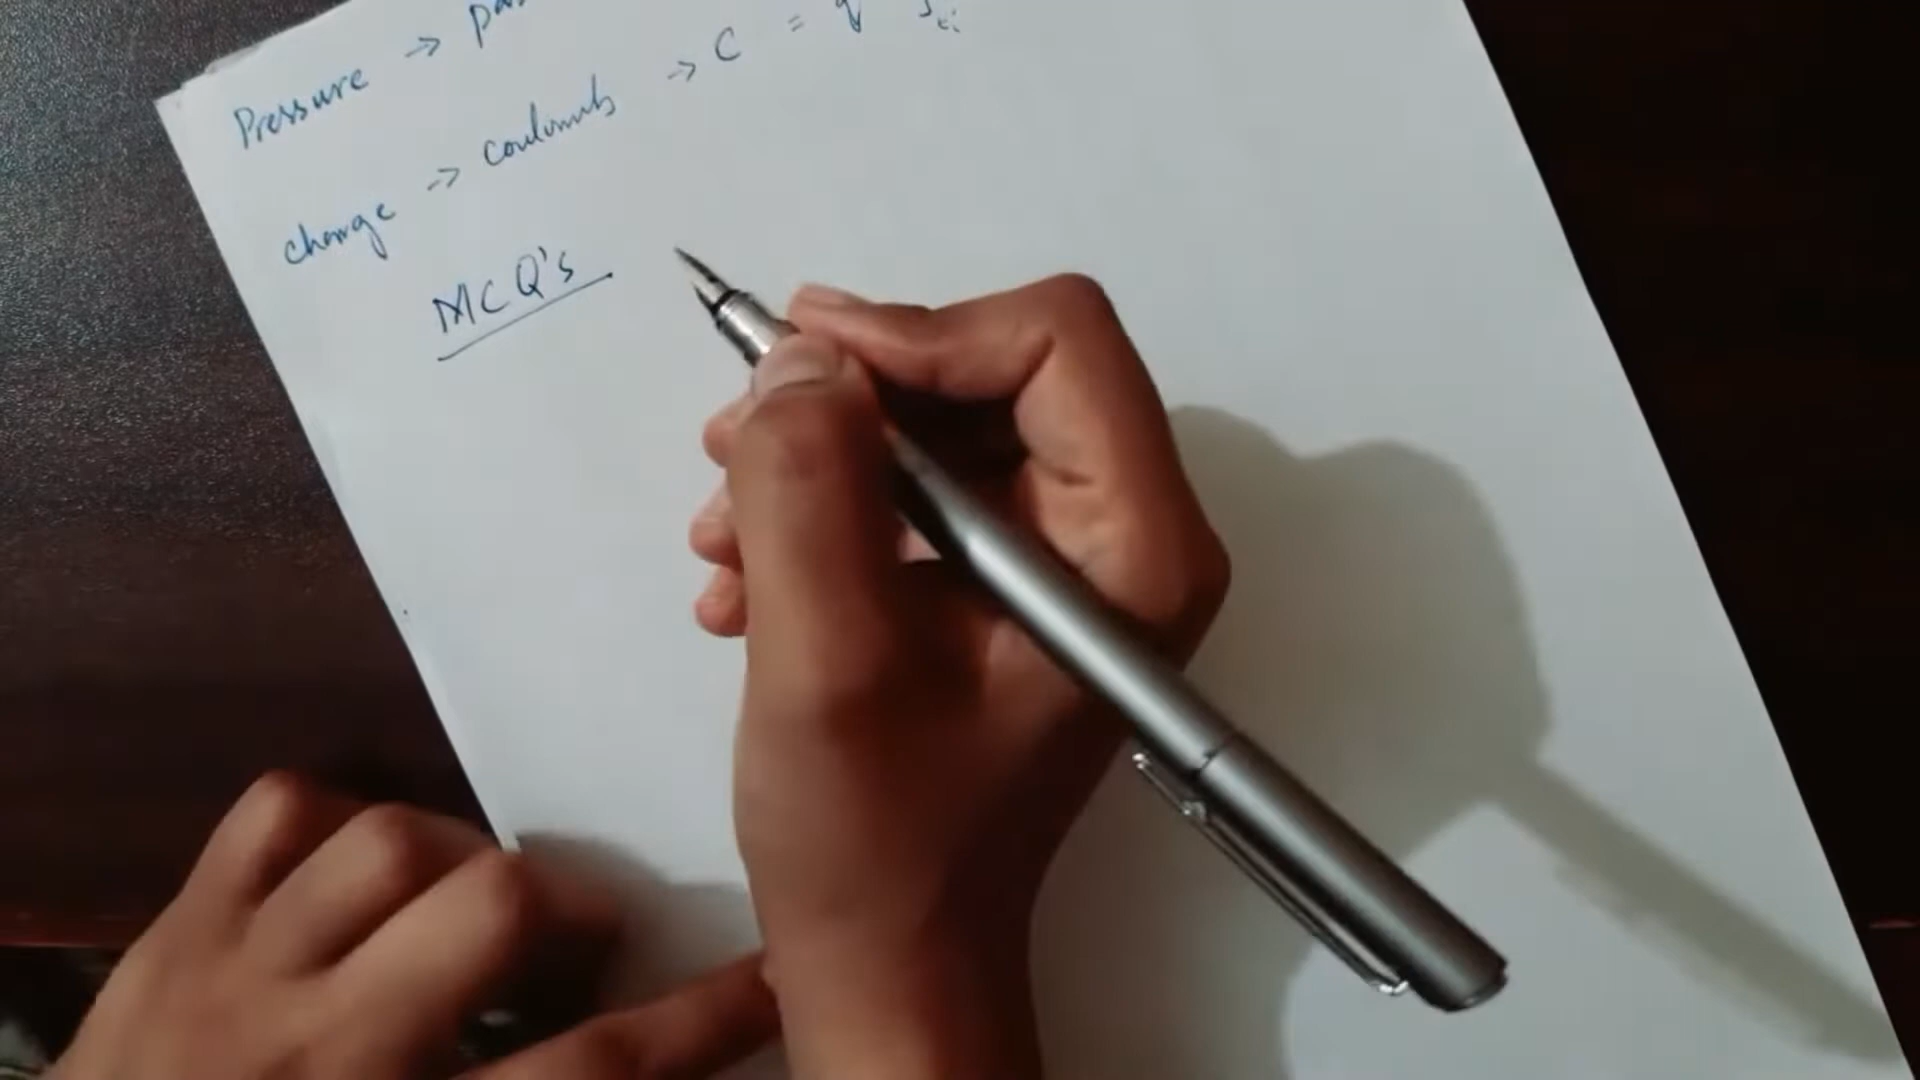 Pressure →
charge → coulomb → C = q
MCQ's